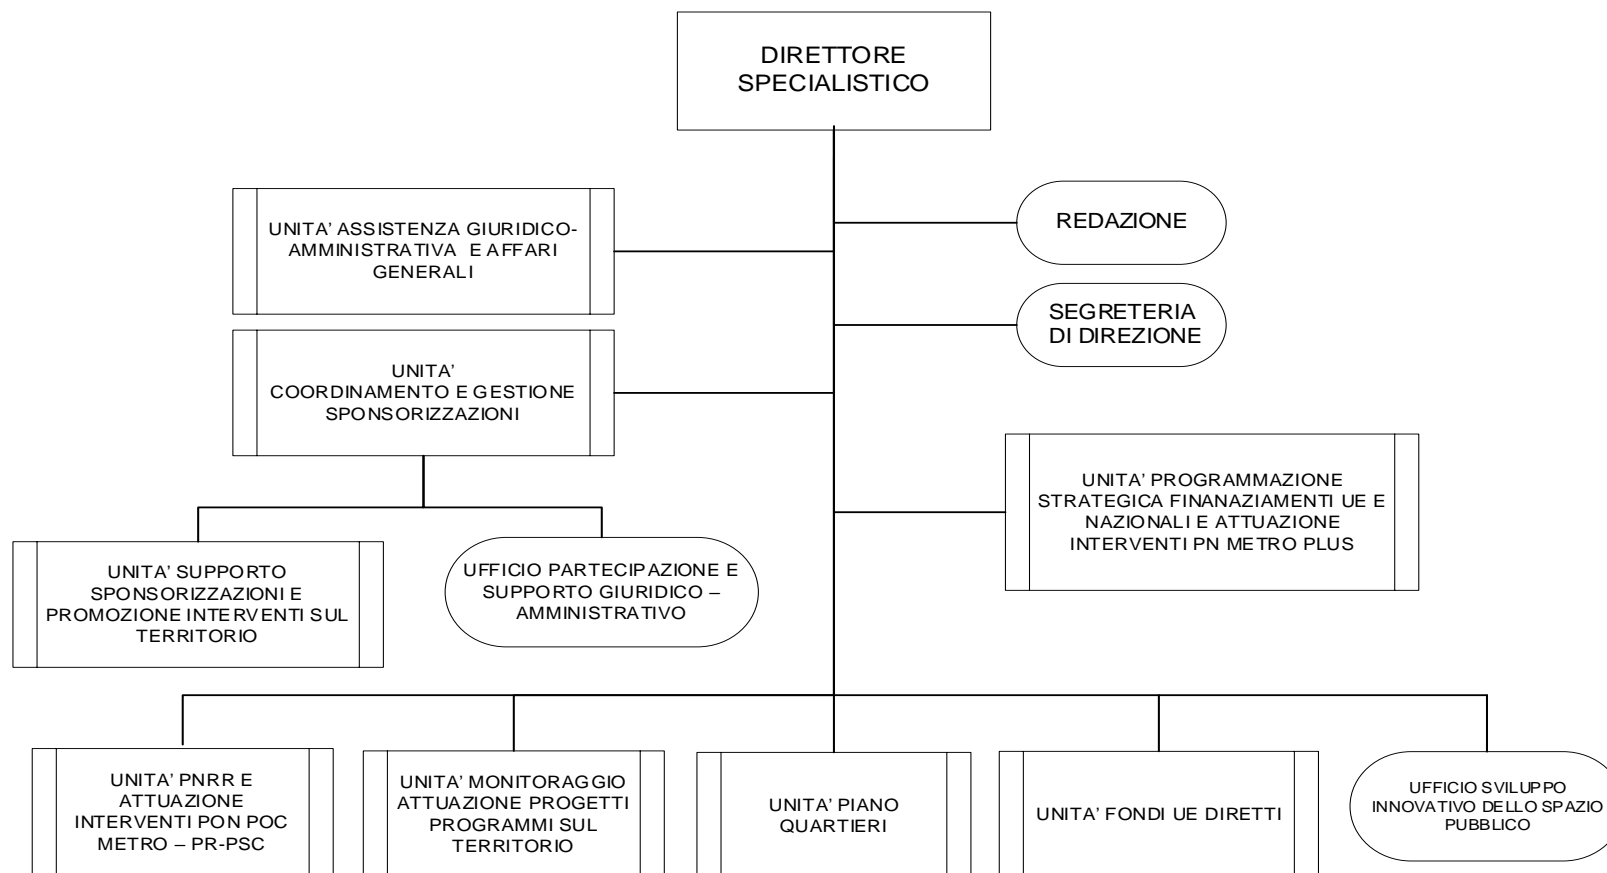 DIRETTORE
SPECIALISTICO
UNITA’ ASSISTENZA GIURIDICO-
AMMINISTRATIVA E AFFARI
GENERALI
REDAZIONE
SEGRETERIA
DI DIREZIONE
UNITA’
COORDINAMENTO E GESTIONE
SPONSORIZZAZIONI
UNITA’ PROGRAMMAZIONE
STRATEGICA FINANAZIAMENTI UE E
NAZIONALI E ATTUAZIONE
INTERVENTI PN METRO PLUS
UNITA’ SUPPORTO
SPONSORIZZAZIONI E
PROMOZIONE INTERVENTI SUL
TERRITORIO
UFFICIO PARTECIPAZIONE E
SUPPORTO GIURIDICO –
AMMINISTRATIVO
UNITA’ PNRR E
ATTUAZIONE
INTERVENTI PON POC
METRO – PR-PSC
UNITA’ MONITORAGGIO
ATTUAZIONE PROGETTI
PROGRAMMI SUL
TERRITORIO
UNITA’ PIANO
QUARTIERI
UNITA’ FONDI UE DIRETTI
UFFICIO SVILUPPO
INNOVATIVO DELLO SPAZIO
PUBBLICO